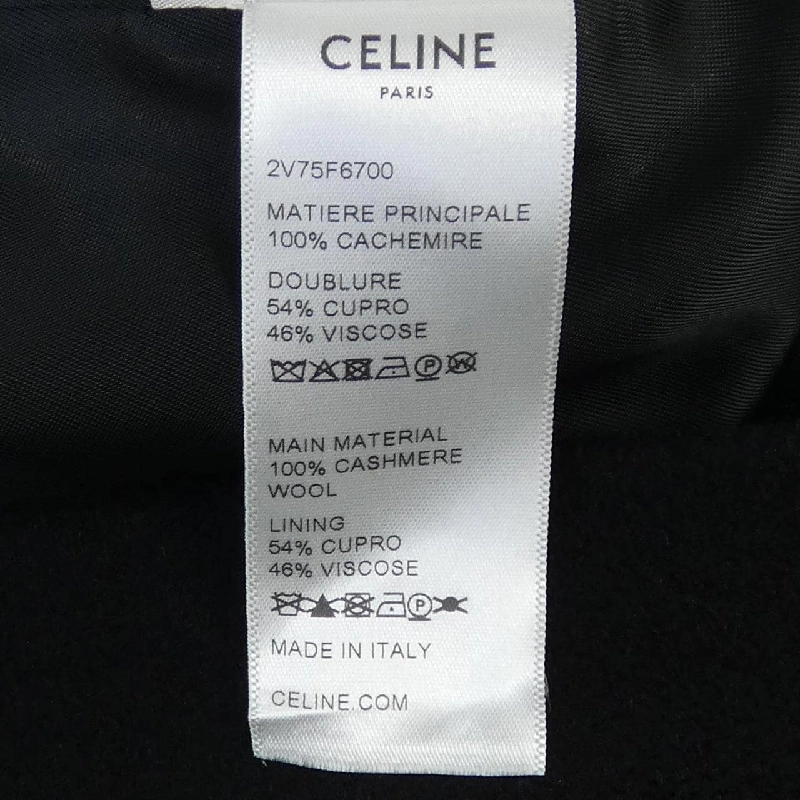 CELINE
PARIS
2V75F6700
MATIERE PRINCIPALE
100% CACHEMIRE
DOUBLURE
54% CUPRO
46% VISCOSE
P W
MAIN MATERIAL
100% CASHMERE
WOOL
LINING
54% CUPRO
46% VISCOSE
P
MADE IN ITALY
CELINE.COM